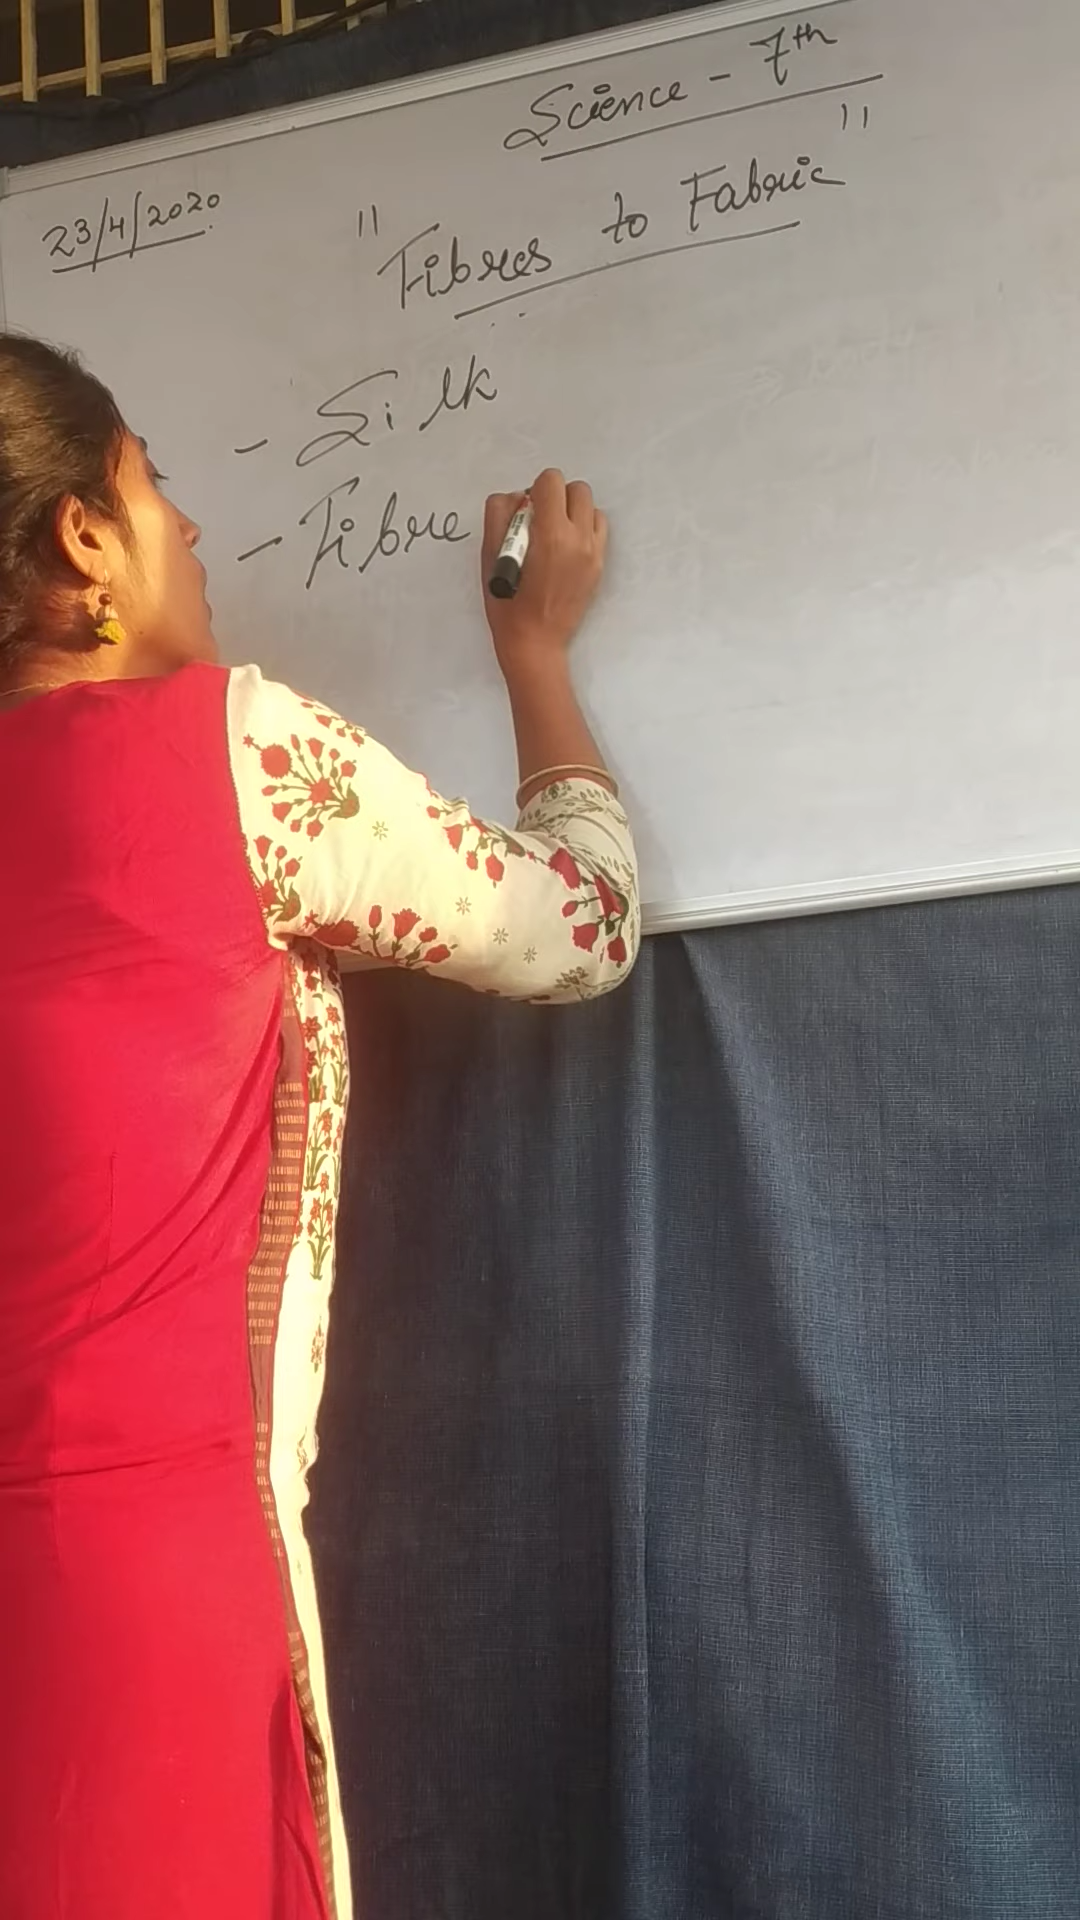 Science - 7th
23/4/2020
"Fibres to Fabric"
- Silk
- Fibre